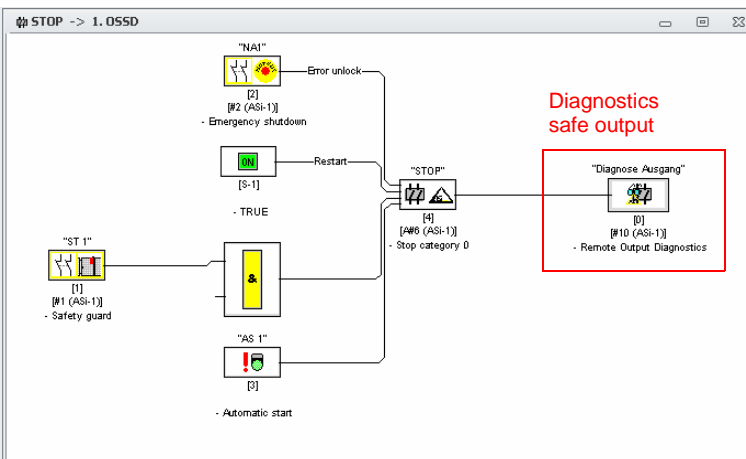 STOP -> 1. OSSD
"NA1"
NOTHALT
Error unlock
[2]
[#2 (ASi-1)]
- Emergency shutdown
ON
Restart
[S-1]
- TRUE
"ST 1"
[1]
[#1 (ASi-1)]
- Safety guard
&
"AS 1"
[3]
- Automatic start
"STOP"
[4]
[A#6 (ASi-1)]
- Stop category 0
Diagnostics
safe output
"Diagnose Ausgang"
[0]
[#10 (ASi-1)]
- Remote Output Diagnostics